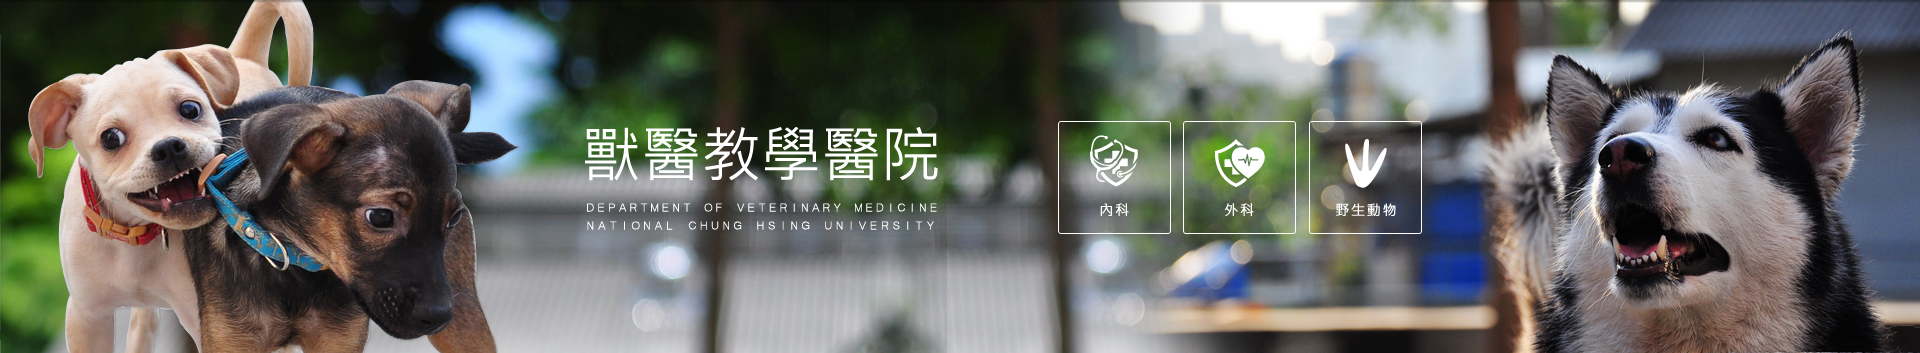 獸醫教學醫院
DEPARTMENT OF VETERINARY MEDICINE
NATIONAL CHUNG HSING UNIVERSITY
內科
外科
野生動物